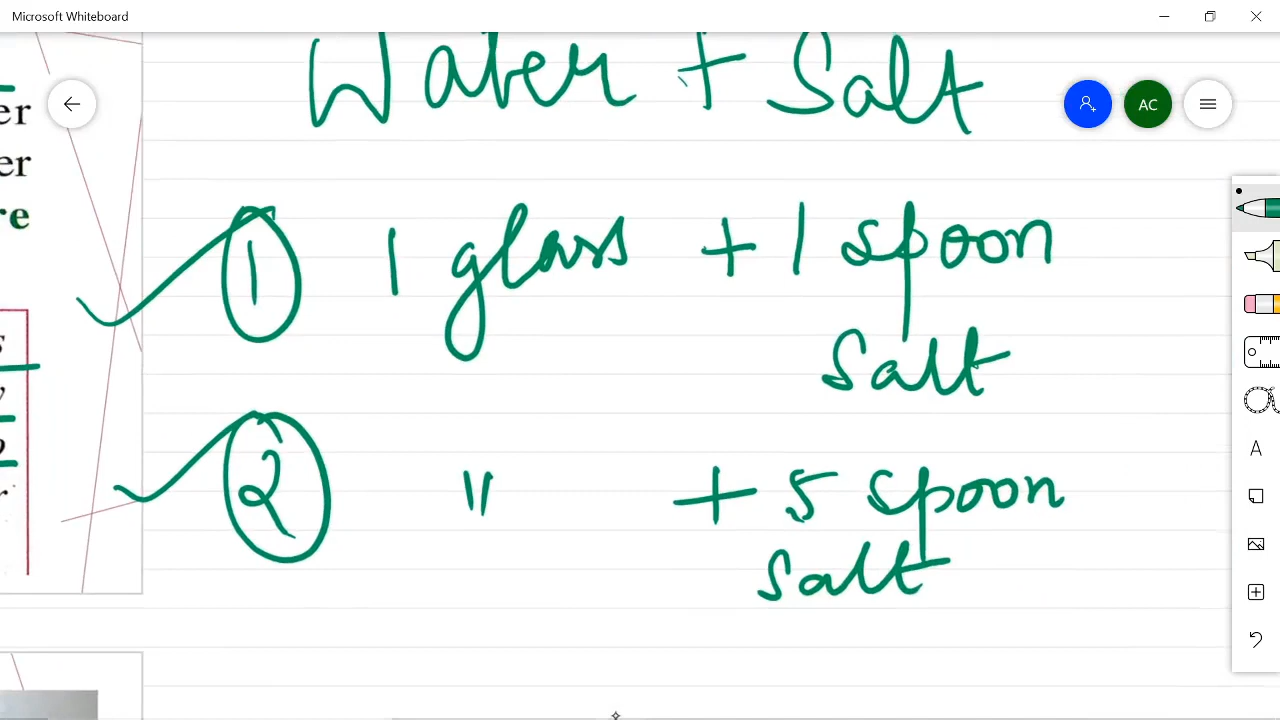 Microsoft Whiteboard
er
er
re
AC
Water + Salt
1 1 glass + 1 spoon
salt
2 " + 5 spoon
salt
A